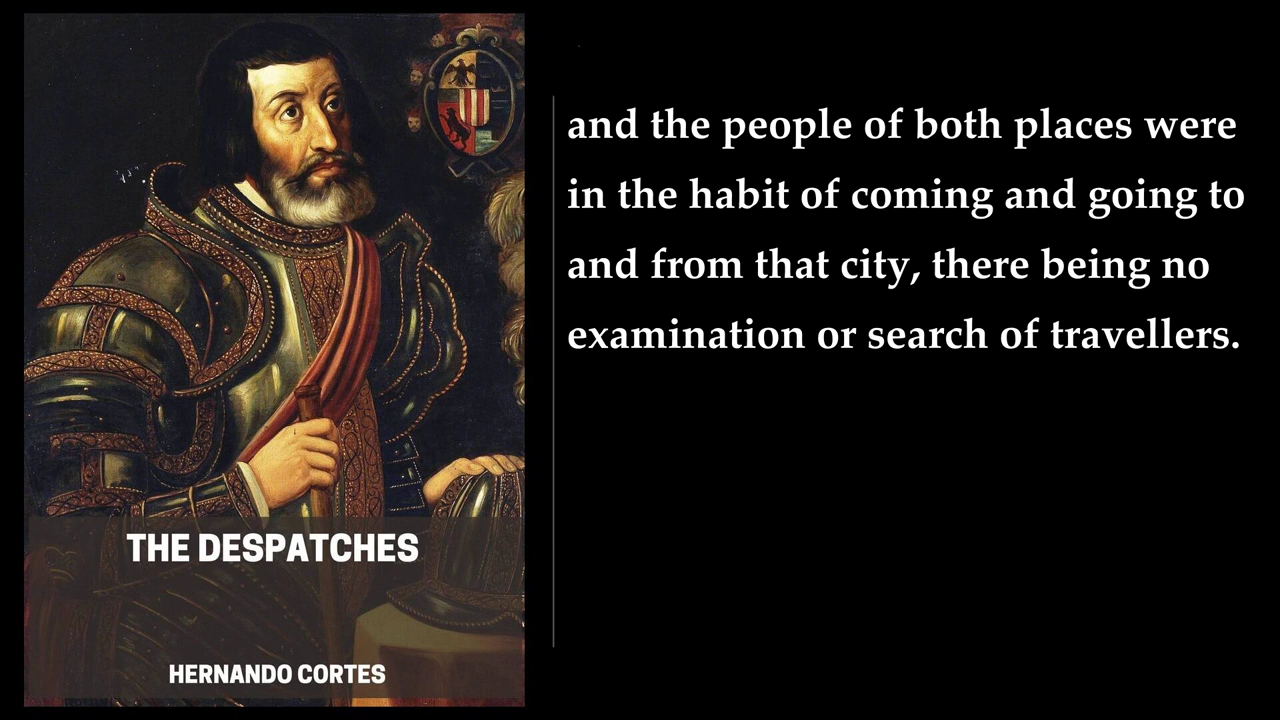 THE DESPATCHES
HERNANDO CORTES
and the people of both places were
in the habit of coming and going to
and from that city, there being no
examination or search of travellers.